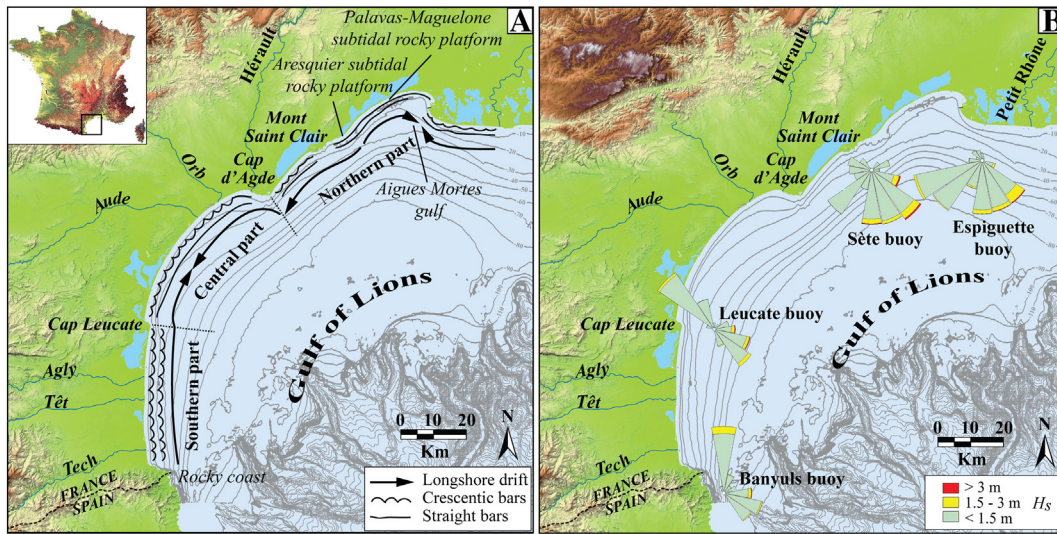 A
Palavas-Maguelone
subtidal rocky platform
Aresquier subtidal
rocky platform
Hérault
Mont
Saint Clair
Cap
d'Agde
Orb
Aude
Northern part
Aigues Mortes
gulf
Central part
Gulf of Lions
Cap Leucate
Southern part
Agly
Têt
Tech
Rocky coast
FRANCE
SPAIN
-10
0 10 20
Km
N
Longshore drift
Crescentic bars
Straight bars
B
Hérault
Petit Rhône
Mont
Saint Clair
Cap
d'Agde
Orb
Aude
Sète buoy
Espiguette
buoy
Leucate buoy
Gulf of Lions
Cap Leucate
Agly
Têt
Banyuls buoy
Tech
FRANCE
SPAIN
-10
0 10 20
Km
N
> 3 m
1.5 - 3 m Hs
< 1.5 m